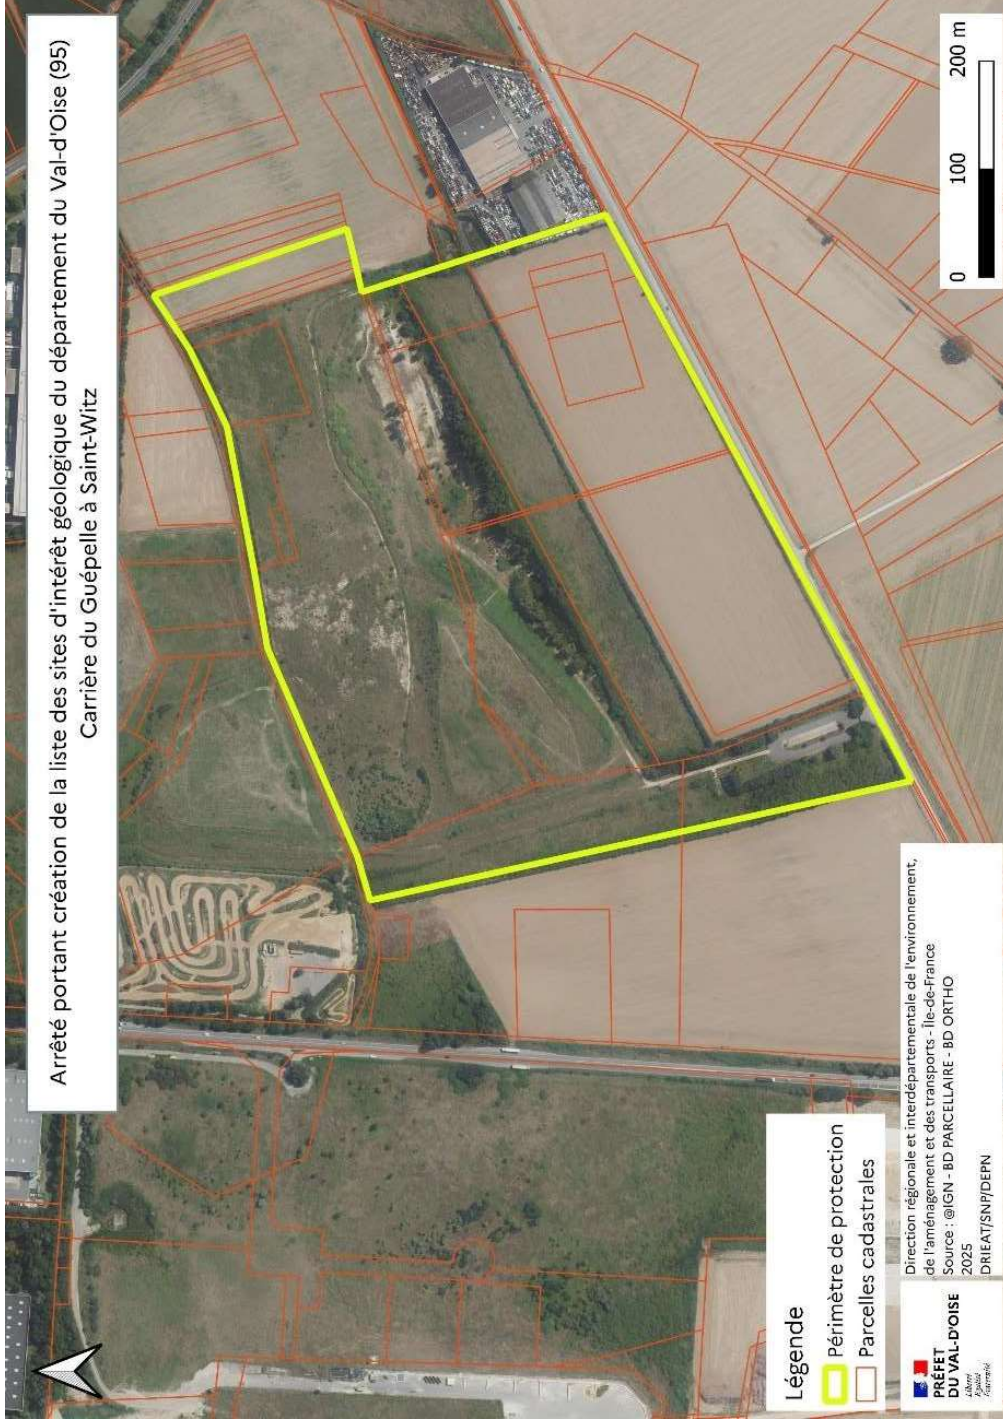 Arrêté portant création de la liste des sites d'intérêt géologique du département du Val-d'Oise (95)
Carrière du Guépelle à Saint-Witz
Légende
Périmètre de protection
Parcelles cadastrales
0 100 200 m
PRÉFET
DU VAL-D'OISE
Liberté
Égalité
Fraternité
Direction régionale et interdépartementale de l'environnement,
de l'aménagement et des transports - Île-de-France
Source : @IGN - BD PARCELLAIRE - BD ORTHO
2025
DRIEAT/SNP/DEPN